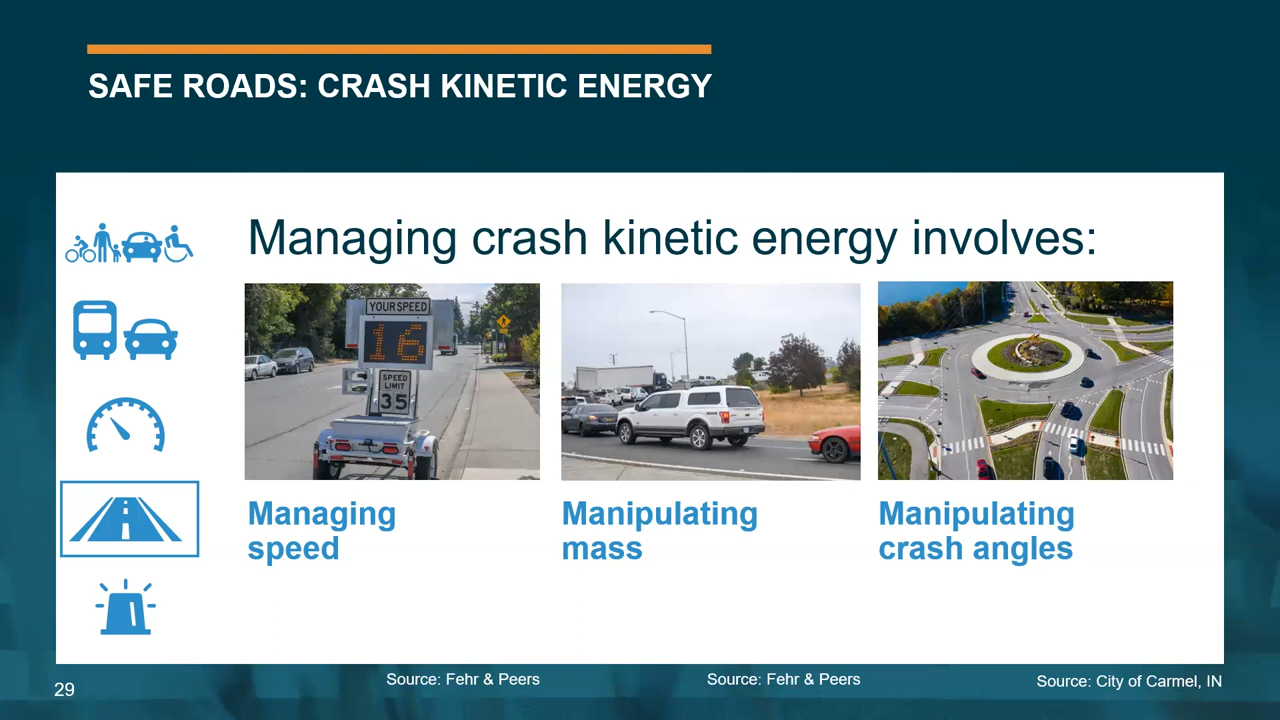 SAFE ROADS: CRASH KINETIC ENERGY
Managing crash kinetic energy involves:
YOUR SPEED
16
SPEED
LIMIT
35
Managing
speed
Manipulating
mass
Manipulating
crash angles
Source: Fehr & Peers
Source: Fehr & Peers
Source: City of Carmel, IN
29